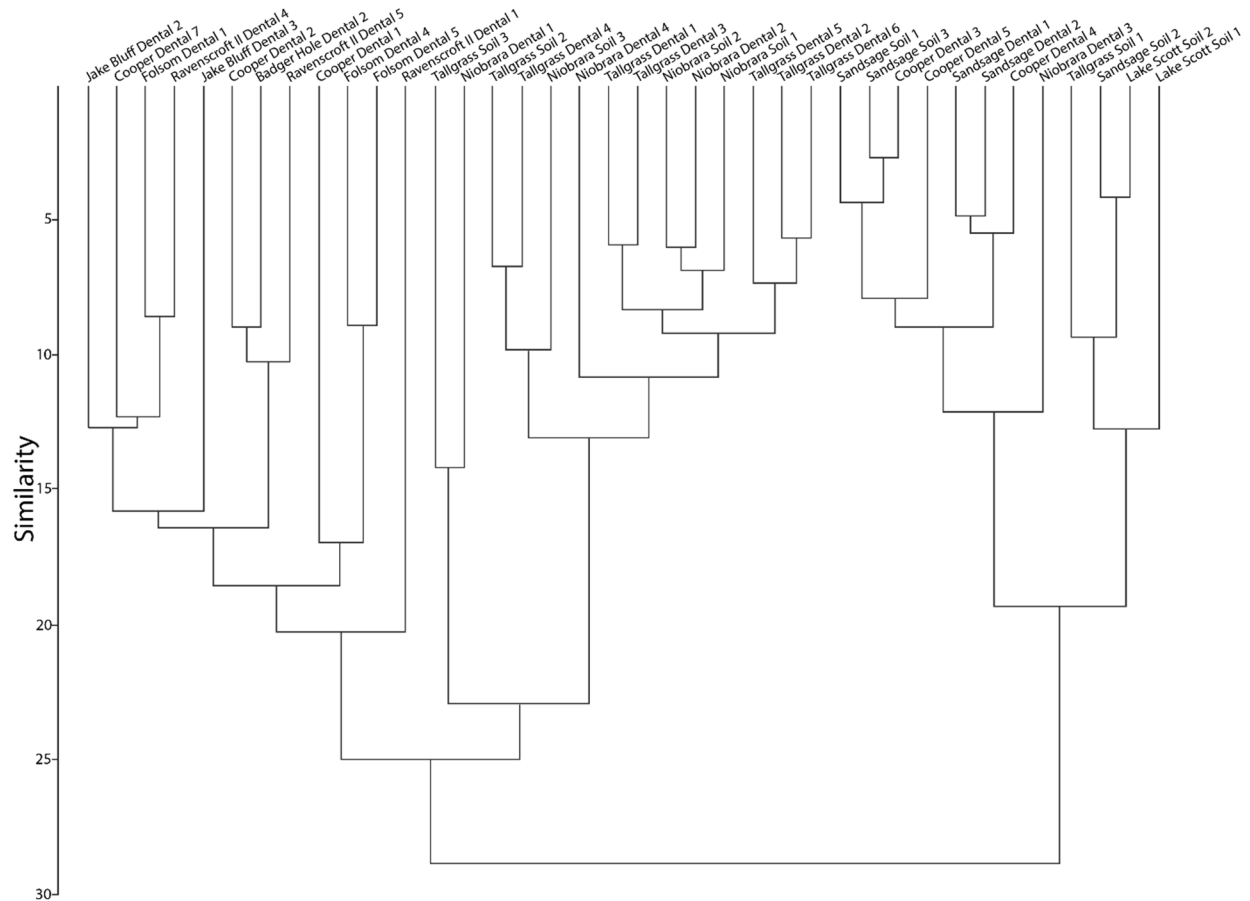 Jake Bluff Dental 2
Cooper Dental 7
Folsom Dental 1
Ravenscroft II Dental 4
Jake Bluff Dental 3
Cooper Dental 2
Badger Hole Dental 2
Ravenscroft II Dental 5
Cooper Dental 1
Folsom Dental 4
Folsom Dental 5
Ravenscroft II Dental 1
Tallgrass Soil 3
Niobrara Dental 1
Tallgrass Soil 2
Tallgrass Dental 4
Niobrara Soil 3
Niobrara Dental 4
Tallgrass Dental 1
Tallgrass Dental 3
Niobrara Soil 2
Niobrara Dental 2
Niobrara Soil 1
Tallgrass Dental 5
Tallgrass Dental 2
Tallgrass Dental 6
Sandsage Soil 1
Sandsage Soil 3
Cooper Dental 3
Cooper Dental 5
Sandsage Dental 1
Sandsage Dental 2
Cooper Dental 4
Niobrara Dental 3
Tallgrass Soil 1
Sandsage Soil 2
Lake Scott Soil 2
Lake Scott Soil 1
5
10
15
20
25
30
Similarity